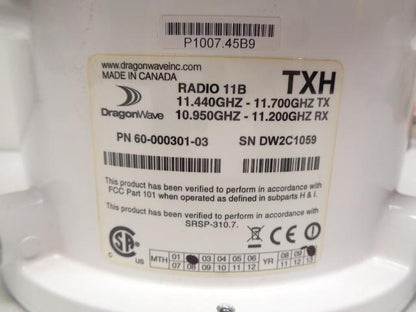 P1007.45B9
www.dragonwaveinc.com
MADE IN CANADA
TXH
RADIO 11B
11.440GHZ - 11.700GHZ TX
DragonWave
10.950GHZ - 11.200GHZ RX
PN 60-000301-03 SN DW2C1059
This product has been verified to perform in accordance with
FCC Part 101 when operated as defined in subparts H & I.
This product has been verified to perform in accordance with
SRSP-310.7.
SA
C US
CE
MTH 01 03 04 05 06 YR 08 09
07 08 09 10 11 12 11 12 13